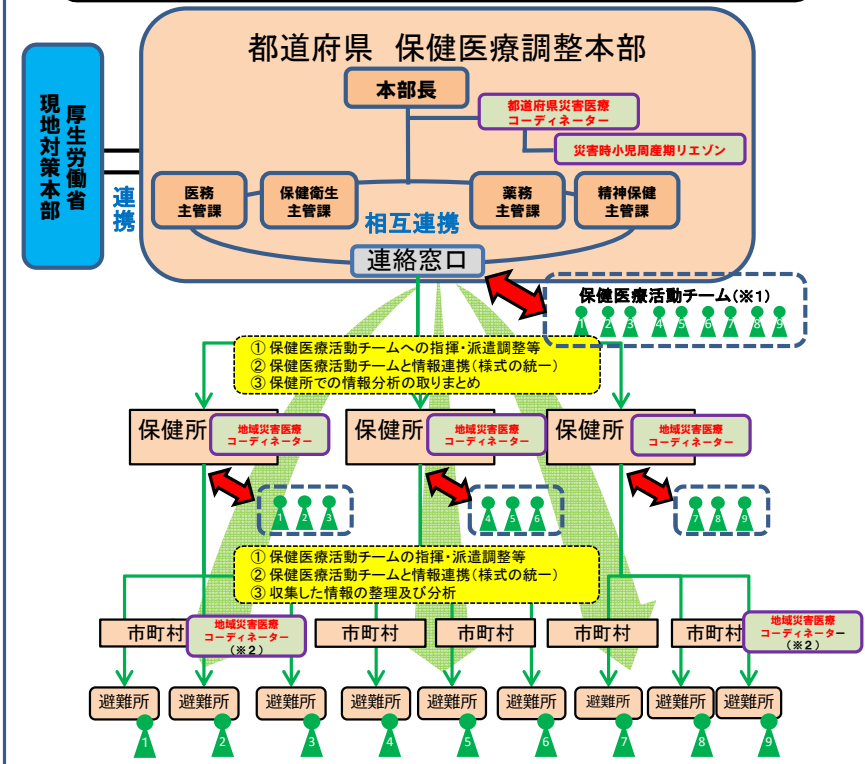 都道府県 保健医療調整本部
本部長
都道府県災害医療
コーディネーター
災害時小児周産期リエゾン
厚生労働省
現地対策本部
連携
医務
主管課
保健衛生
主管課
薬務
主管課
精神保健
主管課
相互連携
連絡窓口
保健医療活動チーム(※1)
1 2 3 4 5 6 7 8 9
① 保健医療活動チームへの指揮・派遣調整等
② 保健医療活動チームと情報連携(様式の統一)
③ 保健所での情報分析の取りまとめ
保健所
地域災害医療
コーディネーター
保健所
地域災害医療
コーディネーター
保健所
地域災害医療
コーディネーター
1 2 3
4 5 6
7 8 9
① 保健医療活動チームの指揮・派遣調整等
② 保健医療活動チームと情報連携(様式の統一)
③ 収集した情報の整理及び分析
市町村
地域災害医療
コーディネーター
(※2)
市町村
市町村
市町村
市町村
地域災害医療
コーディネーター
(※2)
避難所 避難所 避難所 避難所 避難所 避難所 避難所 避難所 避難所
1 2 3 4 5 6 7 8 9